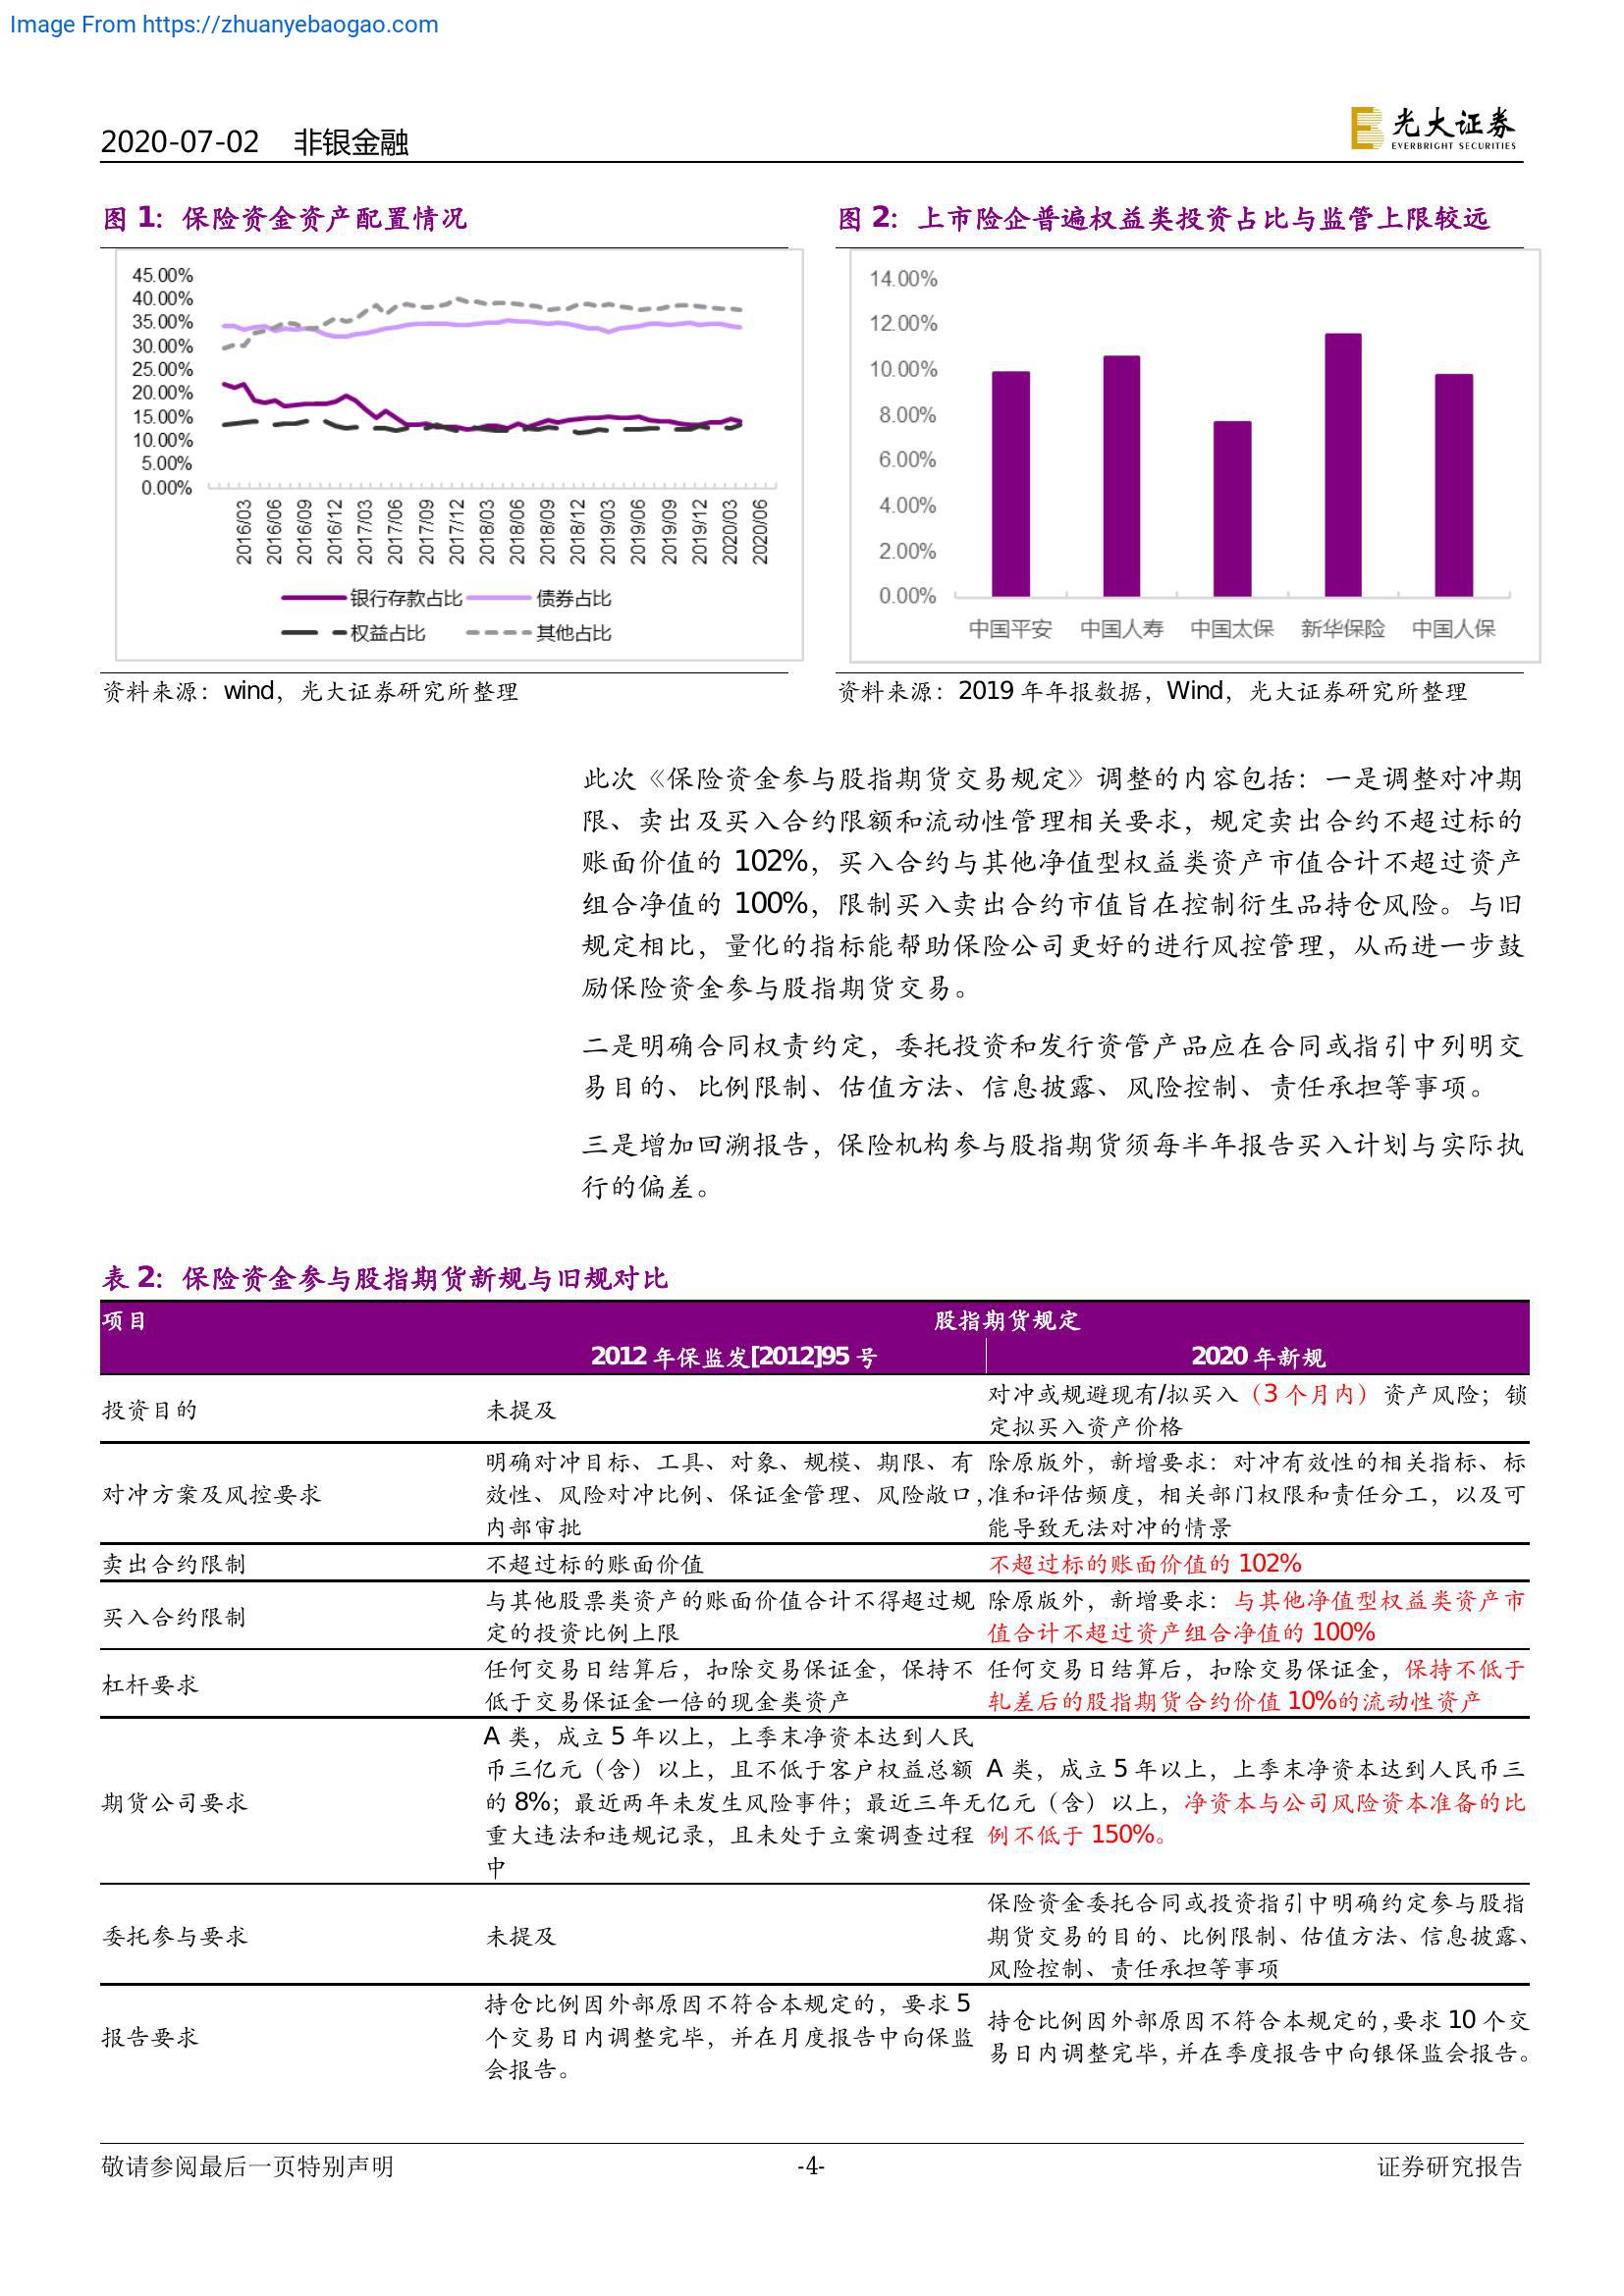 Image From https://zhuanyebaogao.com
2020-07-02 非银金融
光大证券
EVERBRIGHT SECURITIES
图 1：保险资金资产配置情况
45.00%
40.00%
35.00%
30.00%
25.00%
20.00%
15.00%
10.00%
5.00%
0.00%
2016/03
2016/06
2016/09
2016/12
2017/03
2017/06
2017/09
2017/12
2018/03
2018/06
2018/09
2018/12
2019/03
2019/06
2019/09
2019/12
2020/03
2020/06
银行存款占比
债券占比
权益占比
其他占比
资料来源：wind，光大证券研究所整理
图 2：上市险企普遍权益类投资占比与监管上限较远
14.00%
12.00%
10.00%
8.00%
6.00%
4.00%
2.00%
0.00%
中国平安
中国人寿
中国太保
新华保险
中国人保
资料来源：2019 年年报数据，Wind，光大证券研究所整理
此次《保险资金参与股指期货交易规定》调整的内容包括：一是调整对冲期
限、卖出及买入合约限额和流动性管理相关要求，规定卖出合约不超过标的
账面价值的 102%，买入合约与其他净值型权益类资产市值合计不超过资产
组合净值的 100%，限制买入卖出合约市值旨在控制衍生品持仓风险。与旧
规定相比，量化的指标能帮助保险公司更好的进行风控管理，从而进一步鼓
励保险资金参与股指期货交易。
二是明确合同权责约定，委托投资和发行资管产品应在合同或指引中列明交
易目的、比例限制、估值方法、信息披露、风险控制、责任承担等事项。
三是增加回溯报告，保险机构参与股指期货须每半年报告买入计划与实际执
行的偏差。
表 2：保险资金参与股指期货新规与旧规对比
项目
股指期货规定
2012 年保监发[2012]95 号
2020 年新规
投资目的
未提及
对冲或规避现有/拟买入（3 个月内）资产风险；锁
定拟买入资产价格
对冲方案及风控要求
明确对冲目标、工具、对象、规模、期限、有
效性、风险对冲比例、保证金管理、风险敞口，
内部审批
除原版外，新增要求：对冲有效性的相关指标、标
准和评估频度，相关部门权限和责任分工，以及可
能导致无法对冲的情景
卖出合约限制
不超过标的账面价值
不超过标的账面价值的 102%
买入合约限制
与其他股票类资产的账面价值合计不得超过规
定的投资比例上限
除原版外，新增要求：与其他净值型权益类资产市
值合计不超过资产组合净值的 100%
杠杆要求
任何交易日结算后，扣除交易保证金，保持不
低于交易保证金一倍的现金类资产
任何交易日结算后，扣除交易保证金，保持不低于
轧差后的股指期货合约价值 10%的流动性资产
期货公司要求
A 类，成立 5 年以上，上季末净资本达到人民
币三亿元（含）以上，且不低于客户权益总额
的 8%；最近两年未发生风险事件；最近三年无
重大违法和违规记录，且未处于立案调查过程
中
A 类，成立 5 年以上，上季末净资本达到人民币三
亿元（含）以上，净资本与公司风险资本准备的比
例不低于 150%。
委托参与要求
未提及
保险资金委托合同或投资指引中明确约定参与股指
期货交易的目的、比例限制、估值方法、信息披露、
风险控制、责任承担等事项
报告要求
持仓比例因外部原因不符合本规定的，要求 5
个交易日内调整完毕，并在月度报告中向保监
会报告。
持仓比例因外部原因不符合本规定的，要求 10 个交
易日内调整完毕，并在季度报告中向银保监会报告。
敬请参阅最后一页特别声明
-4-
证券研究报告